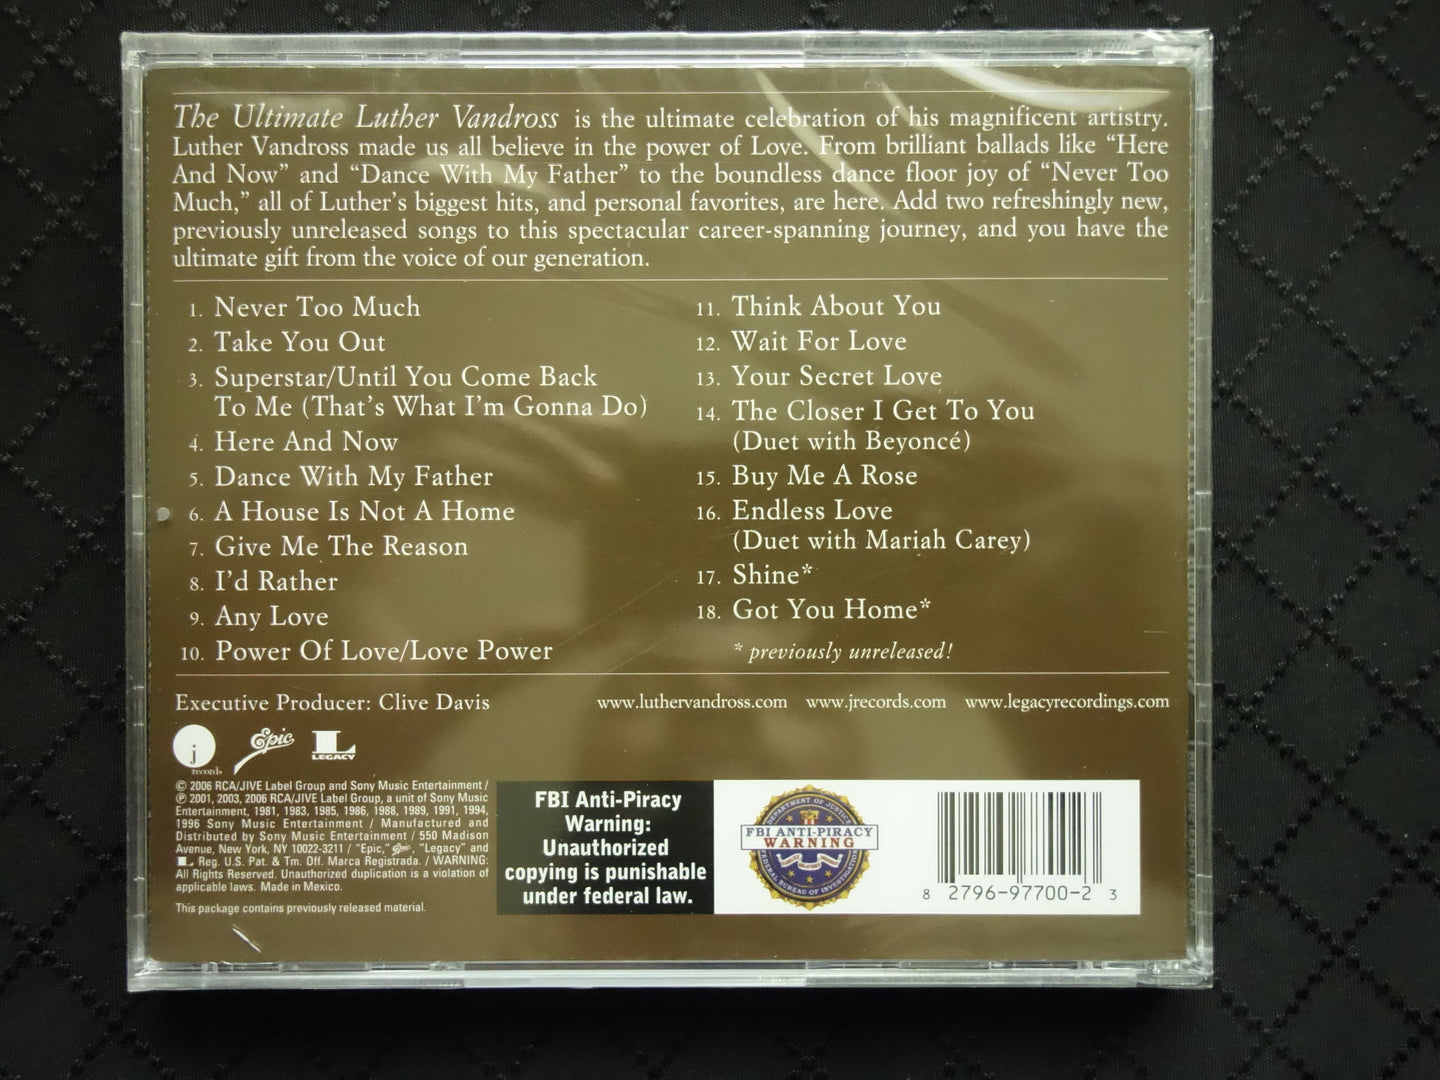 The Ultimate Luther Vandross is the ultimate celebration of his magnificent artistry.
Luther Vandross made us all believe in the power of Love. From brilliant ballads like “Here
And Now” and “Dance With My Father” to the boundless dance floor joy of “Never Too
Much,” all of Luther’s biggest hits, and personal favorites, are here. Add two refreshingly new,
previously unreleased songs to this spectacular career-spanning journey, and you have the
ultimate gift from the voice of our generation.
1. Never Too Much
2. Take You Out
3. Superstar/Until You Come Back
To Me (That’s What I’m Gonna Do)
4. Here And Now
5. Dance With My Father
6. A House Is Not A Home
7. Give Me The Reason
8. I’d Rather
9. Any Love
10. Power Of Love/Love Power
11. Think About You
12. Wait For Love
13. Your Secret Love
14. The Closer I Get To You
(Duet with Beyoncé)
15. Buy Me A Rose
16. Endless Love
(Duet with Mariah Carey)
17. Shine*
18. Got You Home*
* previously unreleased!
Executive Producer: Clive Davis
www.luthervandross.com www.jrecords.com www.legacyrecordings.com
j
records
Epic
L
LEGACY
© 2006 RCA/JIVE Label Group and Sony Music Entertainment /
℗ 2001, 2003, 2006 RCA/JIVE Label Group, a unit of Sony Music
Entertainment, 1981, 1983, 1985, 1986, 1988, 1989, 1991, 1994,
1996 Sony Music Entertainment / Manufactured and
Distributed by Sony Music Entertainment / 550 Madison
Avenue, New York, NY 10022-3211 / “Epic,” Epic, “Legacy” and
L Reg. U.S. Pat. & Tm. Off. Marca Registrada. / WARNING:
All Rights Reserved. Unauthorized duplication is a violation of
applicable laws. Made in Mexico.
This package contains previously released material.
FBI Anti-Piracy
Warning:
Unauthorized
copying is punishable
under federal law.
DEPARTMENT OF JUSTICE
FBI ANTI-PIRACY
WARNING
FEDERAL BUREAU OF INVESTIGATION
8 2796-97700-2 3